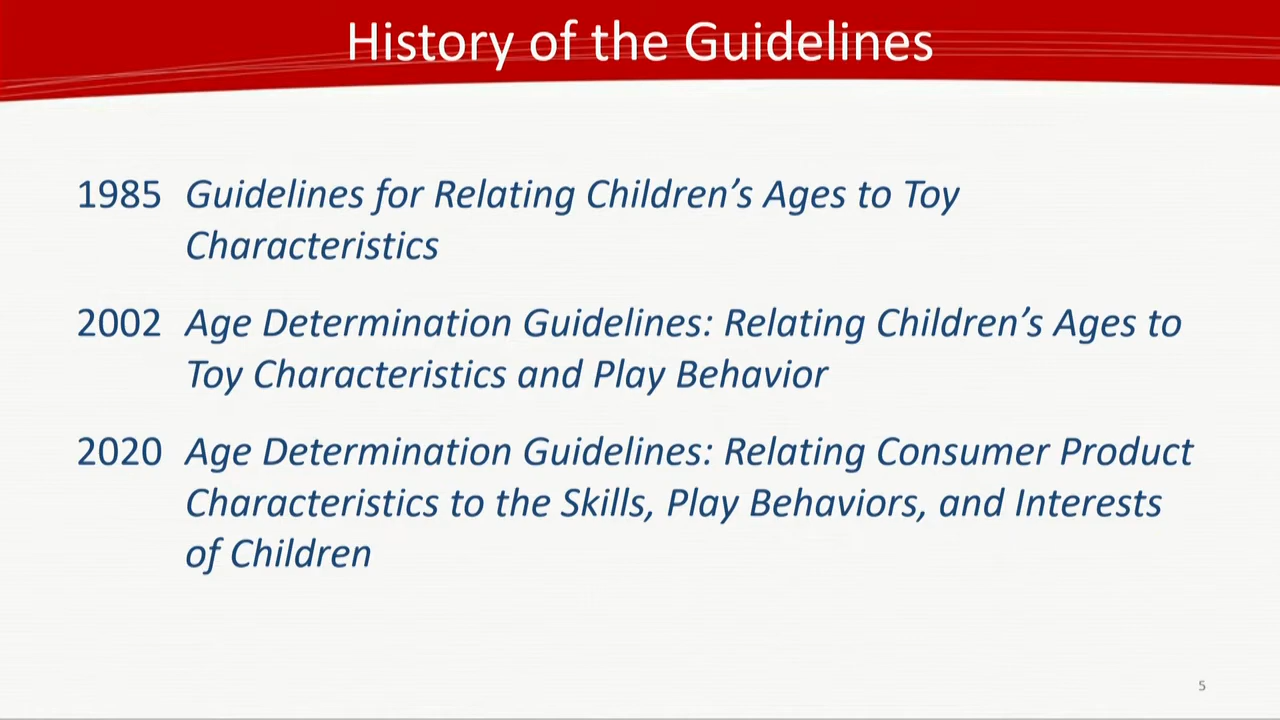 History of the Guidelines
1985 Guidelines for Relating Children’s Ages to Toy
Characteristics
2002 Age Determination Guidelines: Relating Children’s Ages to
Toy Characteristics and Play Behavior
2020 Age Determination Guidelines: Relating Consumer Product
Characteristics to the Skills, Play Behaviors, and Interests
of Children
5